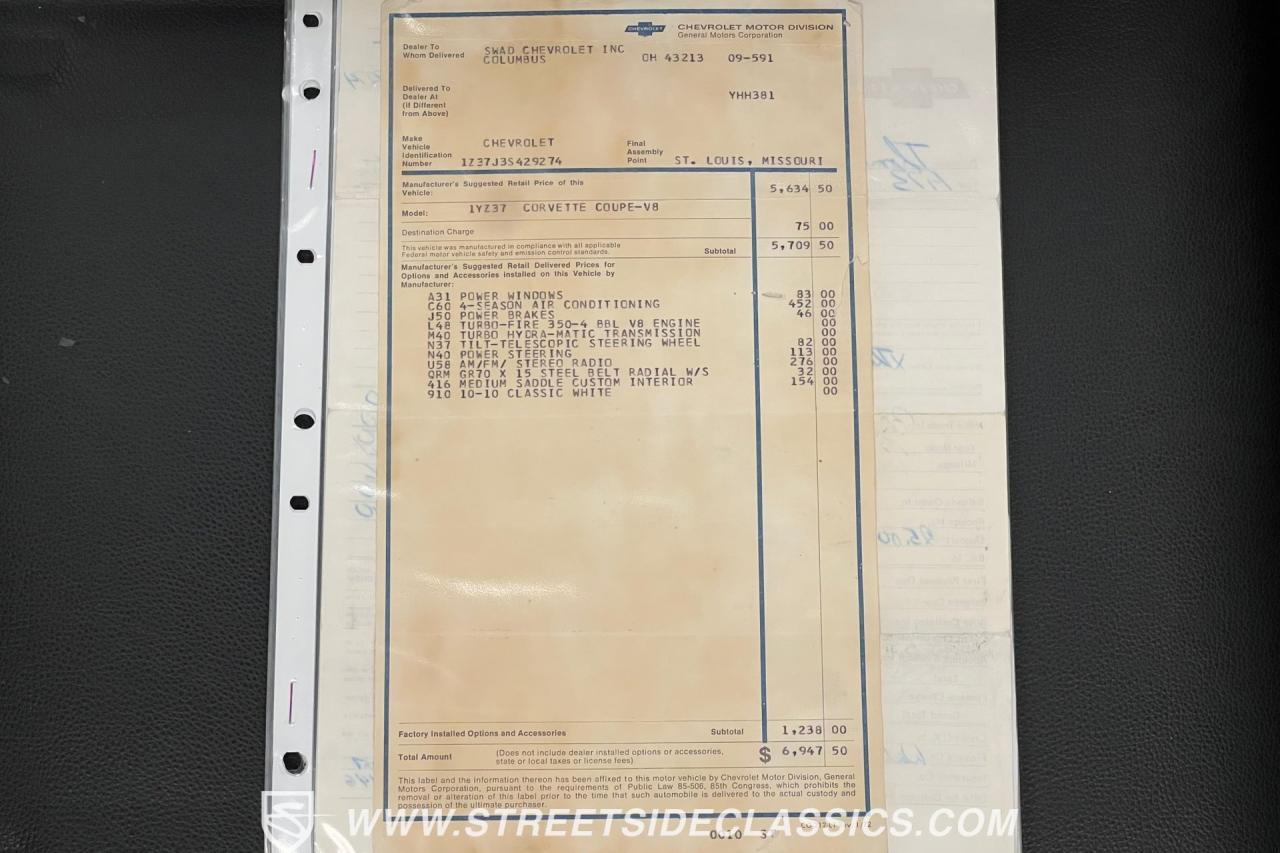 CHEVROLET
CHEVROLET MOTOR DIVISION
General Motors Corporation
Dealer To
Whom Delivered
SWAD CHEVROLET INC
COLUMBUS OH 43213 09-591
Delivered To
Dealer At
(If Different
from Above)
YHH381
Make
Vehicle
Identification
Number
CHEVROLET
1Z37J3S429274
Final
Assembly
Point
ST. LOUIS, MISSOURI
Manufacturer's Suggested Retail Price of this
Vehicle: 5,634 50
Model: 1YZ37 CORVETTE COUPE-V8
Destination Charge 75 00
This vehicle was manufactured in compliance with all applicable
Federal motor vehicle safety and emission control standards.
Subtotal 5,709 50
Manufacturer's Suggested Retail Delivered Prices for
Options and Accessories installed on this Vehicle by
Manufacturer:
A31 POWER WINDOWS 83 00
C60 4-SEASON AIR CONDITIONING 452 00
J50 POWER BRAKES 46 00
L48 TURBO-FIRE 350-4 BBL V8 ENGINE 00
M40 TURBO HYDRA-MATIC TRANSMISSION 00
N37 TILT-TELESCOPIC STEERING WHEEL 82 00
N40 POWER STEERING 113 00
U58 AM/FM/ STEREO RADIO 276 00
QRM GR70 X 15 STEEL BELT RADIAL W/S 32 00
416 MEDIUM SADDLE CUSTOM INTERIOR 154 00
910 10-10 CLASSIC WHITE 00
Factory Installed Options and Accessories Subtotal 1,238 00
Total Amount (Does not include dealer installed options or accessories,
state or local taxes or license fees) $ 6,947 50
This label and the information thereon has been affixed to this motor vehicle by Chevrolet Motor Division, General
Motors Corporation, pursuant to the requirements of Public Law 85-506, 85th Congress, which prohibits the
removal or alteration of this label prior to the time that such automobile is delivered to the actual custody and
possession of the ultimate purchaser.
WWW.STREETSIDECLASSICS.COM